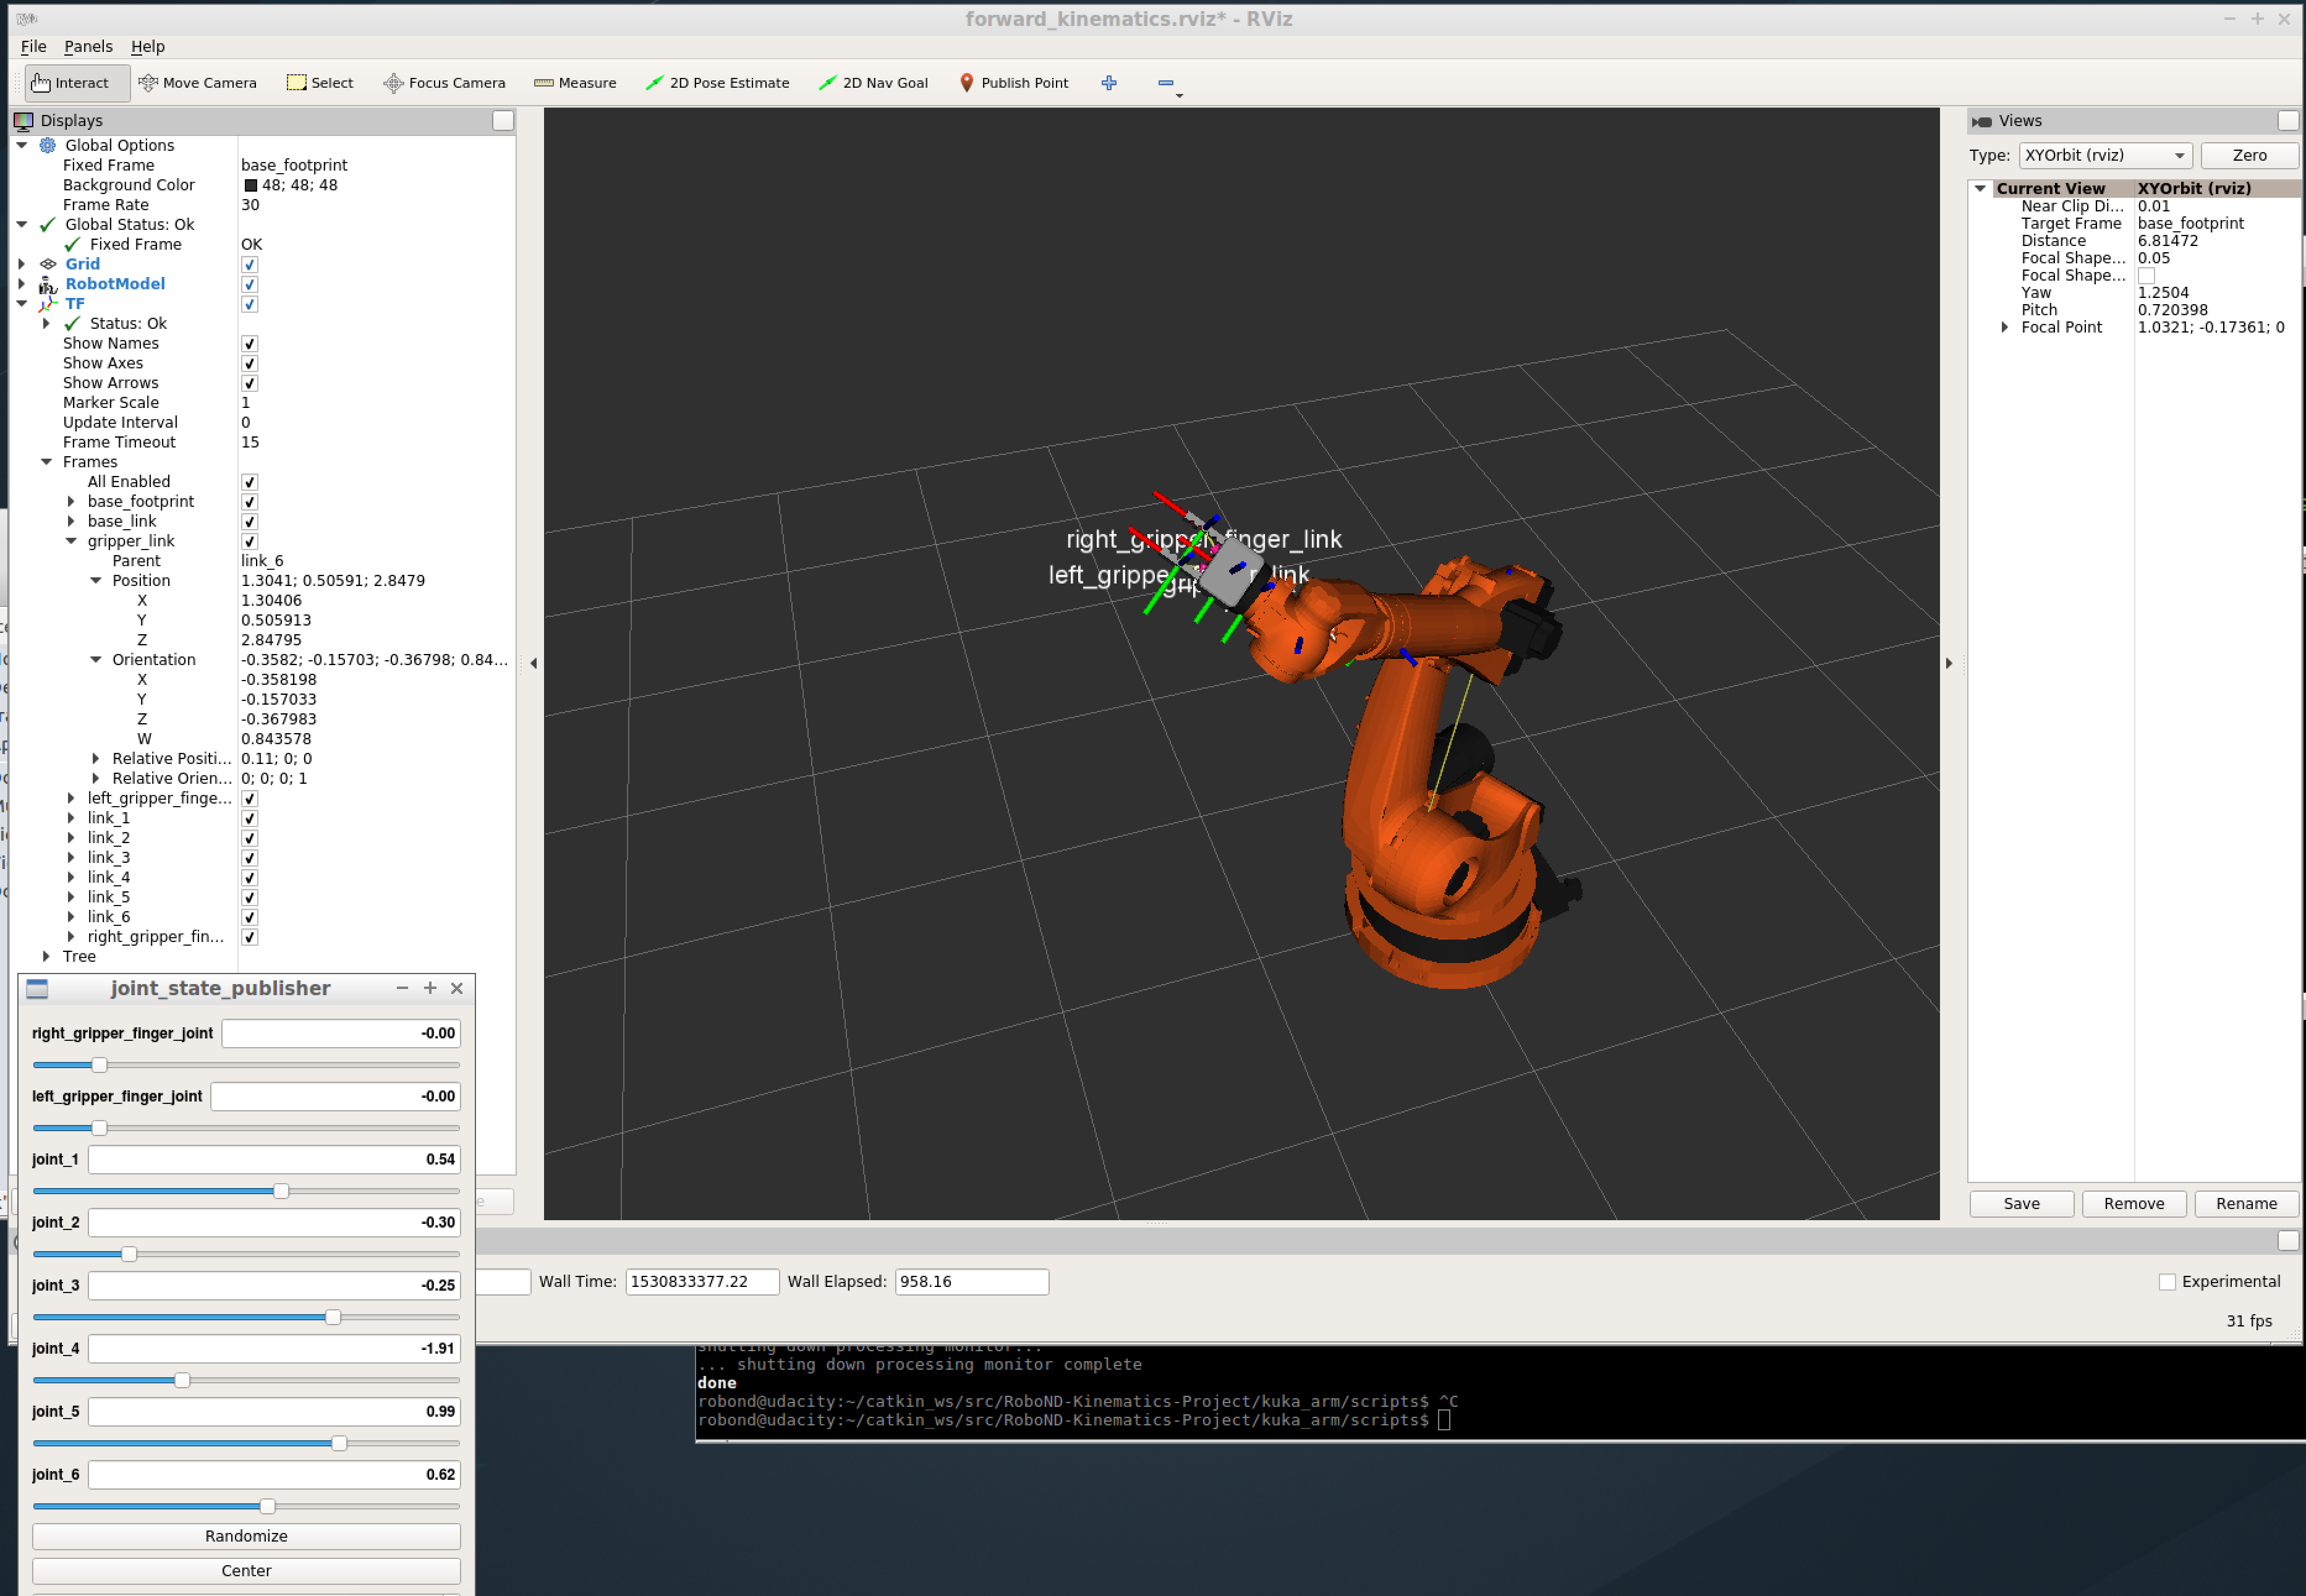 forward_kinematics.rviz* - RViz
File Panels Help
Interact Move Camera Select Focus Camera Measure 2D Pose Estimate 2D Nav Goal Publish Point
Displays
Global Options
Fixed Frame base_footprint
Background Color 48; 48; 48
Frame Rate 30
Global Status: Ok
Fixed Frame OK
Grid
RobotModel
TF
Status: Ok
Show Names
Show Axes
Show Arrows
Marker Scale 1
Update Interval 0
Frame Timeout 15
Frames
All Enabled
base_footprint
base_link
gripper_link
Parent link_6
Position 1.3041; 0.50591; 2.8479
X 1.30406
Y 0.505913
Z 2.84795
Orientation -0.3582; -0.15703; -0.36798; 0.84...
X -0.358198
Y -0.157033
Z -0.367983
W 0.843578
Relative Positi... 0.11; 0; 0
Relative Orien... 0; 0; 0; 1
left_gripper_finge...
link_1
link_2
link_3
link_4
link_5
link_6
right_gripper_fin...
Tree
right_gripper_finger_link
Views
Type: XYOrbit (rviz) Zero
Current View XYOrbit (rviz)
Near Clip Di... 0.01
Target Frame base_footprint
Distance 6.81472
Focal Shape... 0.05
Focal Shape...
Yaw 1.2504
Pitch 0.720398
Focal Point 1.0321; -0.17361; 0
Save Remove Rename
joint_state_publisher
right_gripper_finger_joint -0.00
left_gripper_finger_joint -0.00
joint_1 0.54
joint_2 -0.30
joint_3 -0.25
joint_4 -1.91
joint_5 0.99
joint_6 0.62
Randomize
Center
Wall Time: 1530833377.22 Wall Elapsed: 958.16 Experimental
31 fps
shutting down processing monitor...
... shutting down processing monitor complete
done
robond@udacity:~/catkin_ws/src/RoboND-Kinematics-Project/kuka_arm/scripts$ ^C
robond@udacity:~/catkin_ws/src/RoboND-Kinematics-Project/kuka_arm/scripts$